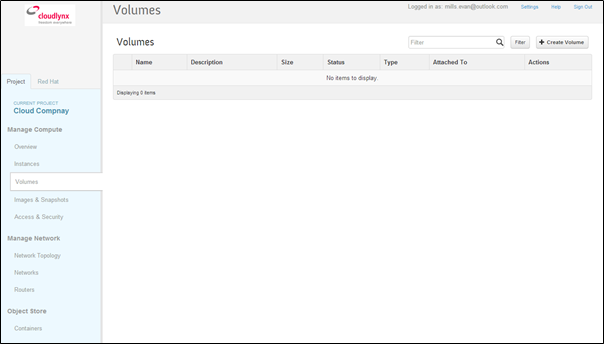 cloudlynx
freedom everywhere
Volumes
Logged in as: mills.evan@outlook.com
Settings
Help
Sign Out
Project
Red Hat
CURRENT PROJECT
Cloud Compnay
Manage Compute
Overview
Instances
Volumes
Images & Snapshots
Access & Security
Manage Network
Network Topology
Networks
Routers
Object Store
Containers
Volumes
Filter
Filter
+ Create Volume
Name Description Size Status Type Attached To Actions
No items to display.
Displaying 0 items